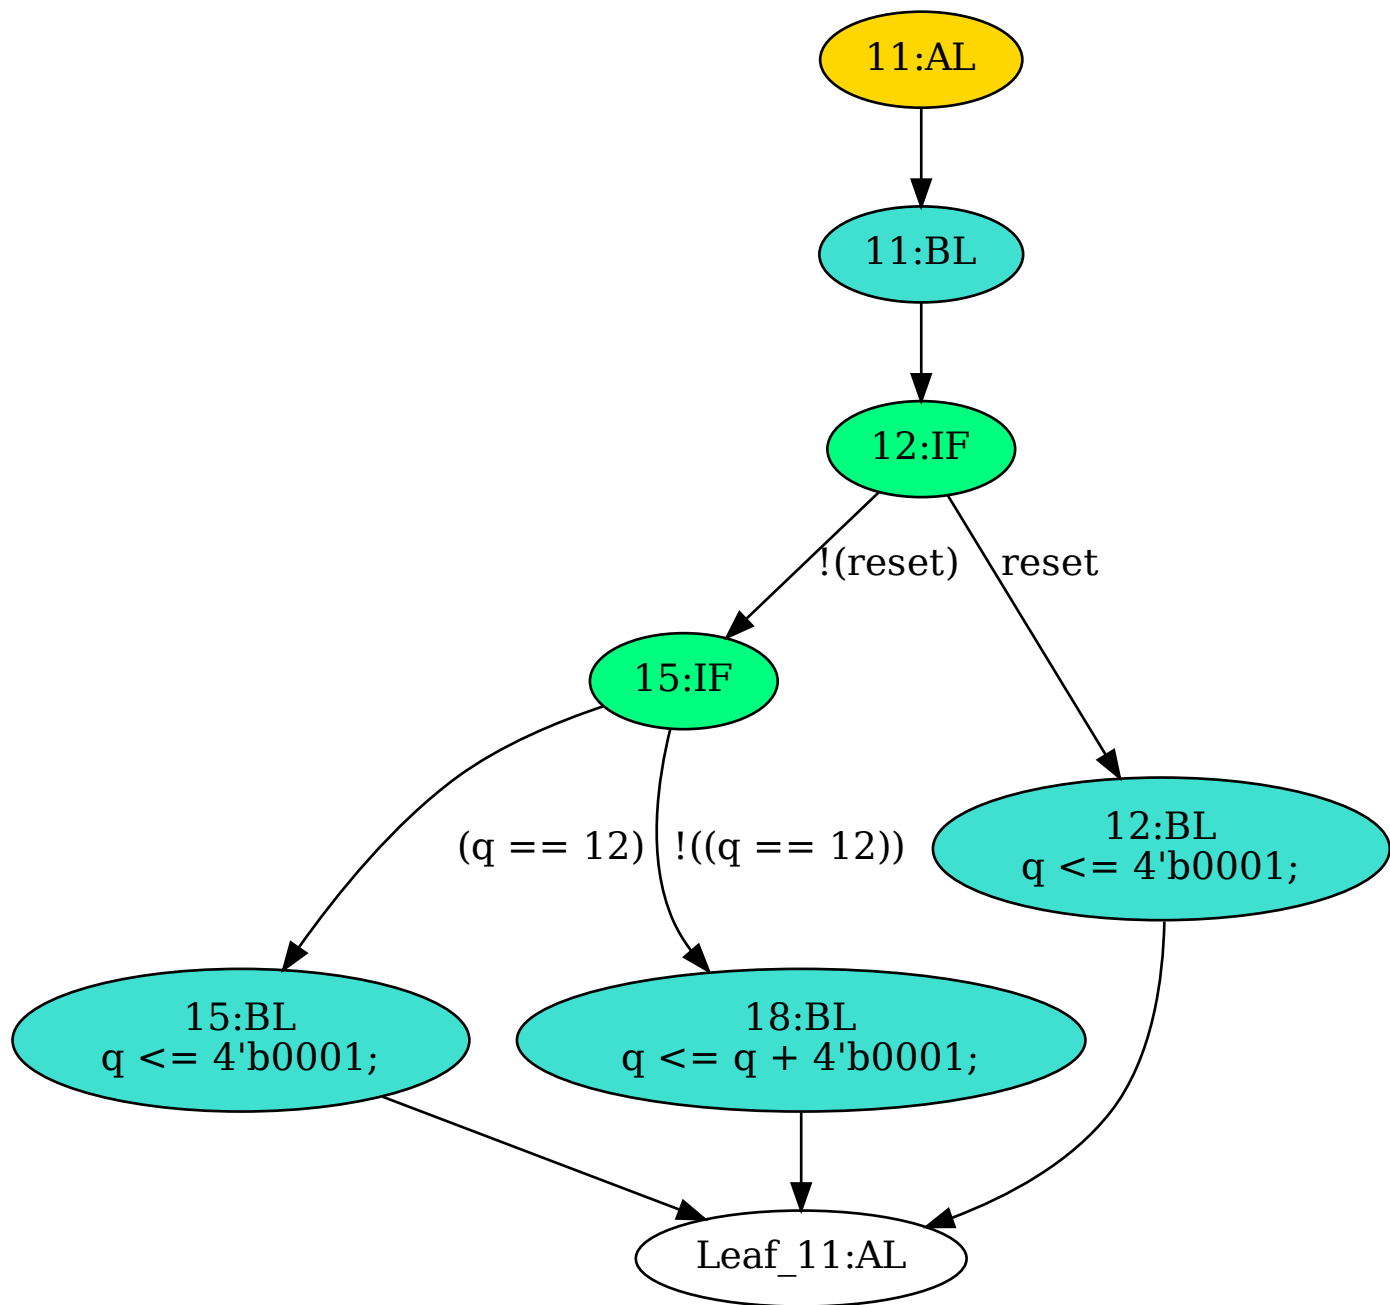 11:AL
11:BL
12:IF
!(reset)
reset
15:IF
(q == 12)
!((q == 12))
12:BL
q <= 4'b0001;
15:BL
q <= 4'b0001;
18:BL
q <= q + 4'b0001;
Leaf_11:AL